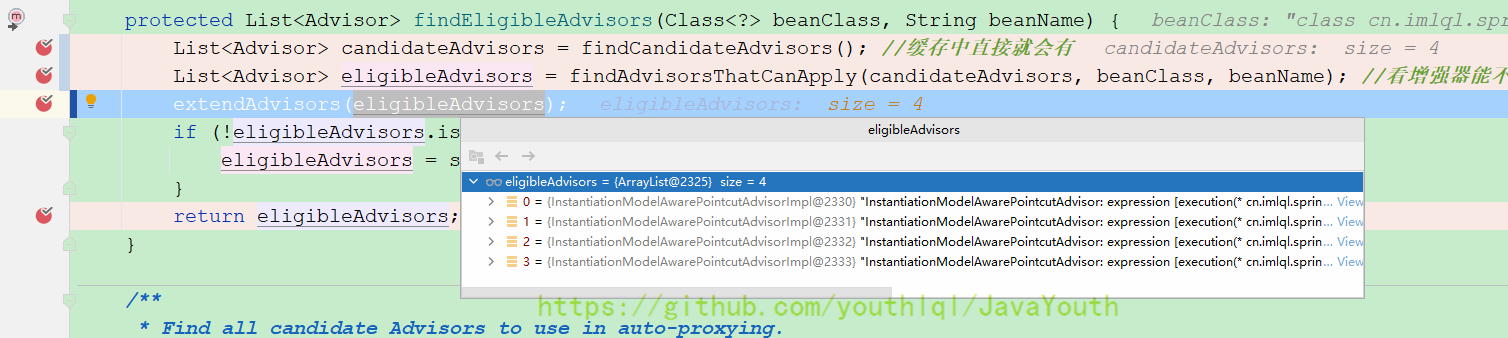 protected List<Advisor> findEligibleAdvisors(Class<?> beanClass, String beanName) { beanClass: "class cn.imlql.spr
List<Advisor> candidateAdvisors = findCandidateAdvisors(); //缓存中直接就会有 candidateAdvisors: size = 4
List<Advisor> eligibleAdvisors = findAdvisorsThatCanApply(candidateAdvisors, beanClass, beanName); //看增强器能不
extendAdvisors(eligibleAdvisors); eligibleAdvisors: size = 4
if (!eligibleAdvisors.is
eligibleAdvisors = s
}
return eligibleAdvisors;
}
eligibleAdvisors
eligibleAdvisors = {ArrayList@2325} size = 4
0 = {InstantiationModelAwarePointcutAdvisorImpl@2330} "InstantiationModelAwarePointcutAdvisor: expression [execution(* cn.imlql.sprin... View
1 = {InstantiationModelAwarePointcutAdvisorImpl@2331} "InstantiationModelAwarePointcutAdvisor: expression [execution(* cn.imlql.sprin... View
2 = {InstantiationModelAwarePointcutAdvisorImpl@2332} "InstantiationModelAwarePointcutAdvisor: expression [execution(* cn.imlql.sprin... View
3 = {InstantiationModelAwarePointcutAdvisorImpl@2333} "InstantiationModelAwarePointcutAdvisor: expression [execution(* cn.imlql.sprin... View
https://github.com/youthlql/JavaYouth
/**
* Find all candidate Advisors to use in auto-proxying.